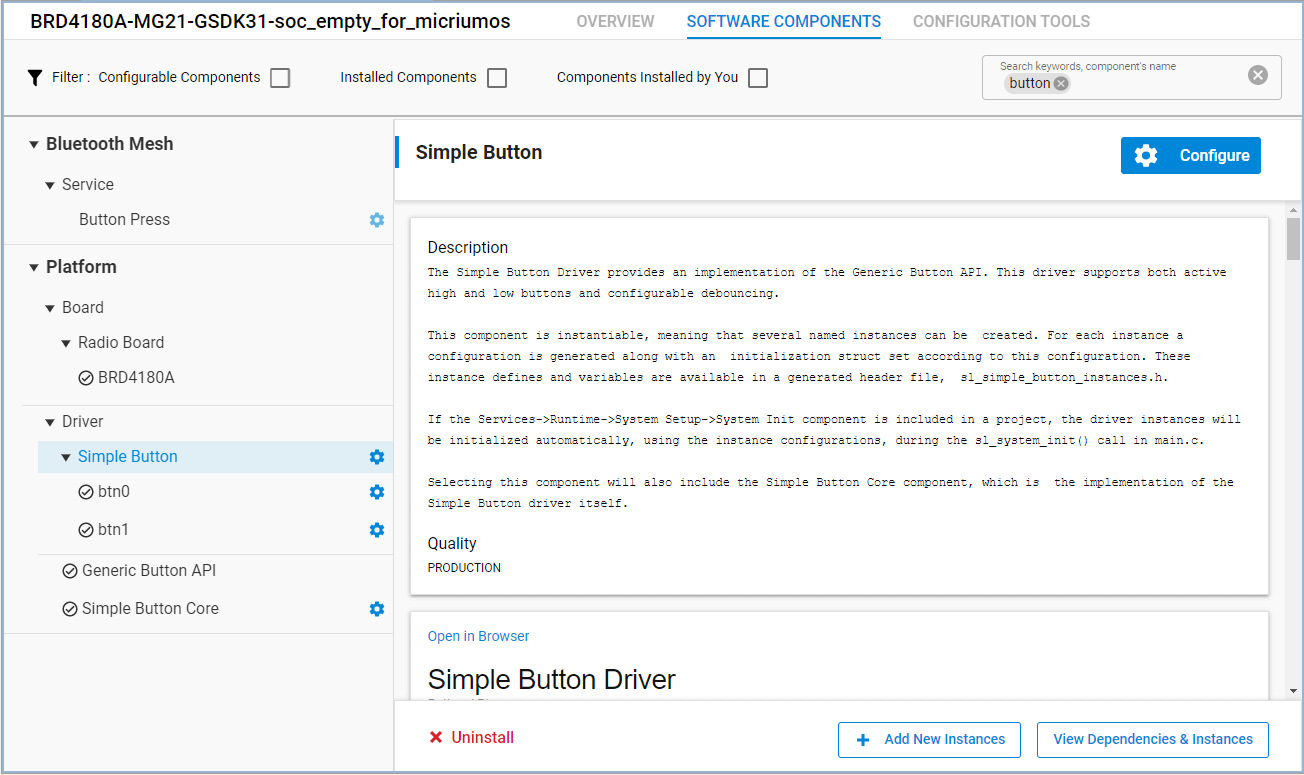 BRD4180A-MG21-GSDK31-soc_empty_for_micriumos
OVERVIEW
SOFTWARE COMPONENTS
CONFIGURATION TOOLS
Filter : Configurable Components
Installed Components
Components Installed by You
Search keywords, component's name
button
Bluetooth Mesh
Service
Button Press
Platform
Board
Radio Board
BRD4180A
Driver
Simple Button
btn0
btn1
Generic Button API
Simple Button Core
Simple Button
Configure
Description
The Simple Button Driver provides an implementation of the Generic Button API. This driver supports both active
high and low buttons and configurable debouncing.
This component is instantiable, meaning that several named instances can be  created. For each instance a
configuration is generated along with an  initialization struct set according to this configuration. These
instance defines and variables are available in a generated header file,  sl_simple_button_instances.h.
If the Services->Runtime->System Setup->System Init component is included in a project, the driver instances will
be initialized automatically, using the instance configurations, during the sl_system_init() call in main.c.
Selecting this component will also include the Simple Button Core component, which is  the implementation of the
Simple Button driver itself.
Quality
PRODUCTION
Open in Browser
Simple Button Driver
Uninstall
Add New Instances
View Dependencies & Instances